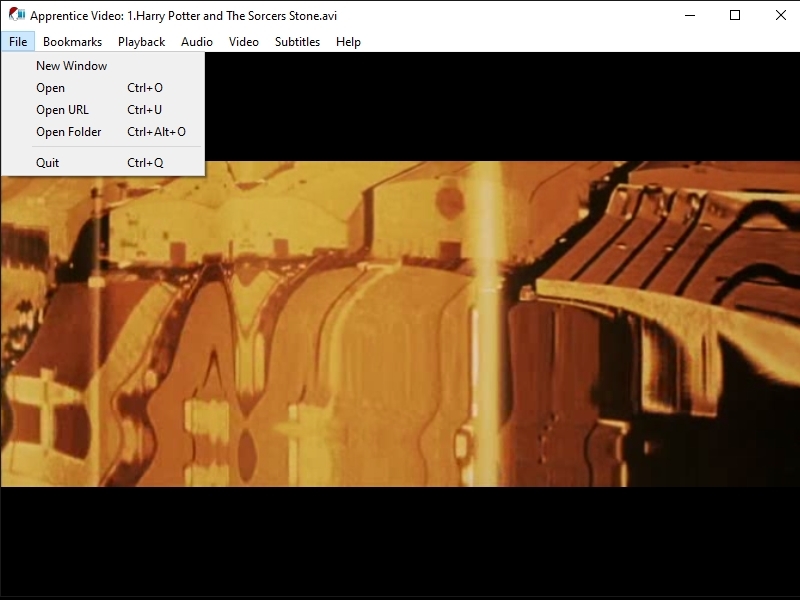 Apprentice Video: 1.Harry Potter and The Sorcers Stone.avi
File Bookmarks Playback Audio Video Subtitles Help
New Window
Open Ctrl+O
Open URL Ctrl+U
Open Folder Ctrl+Alt+O
Quit Ctrl+Q